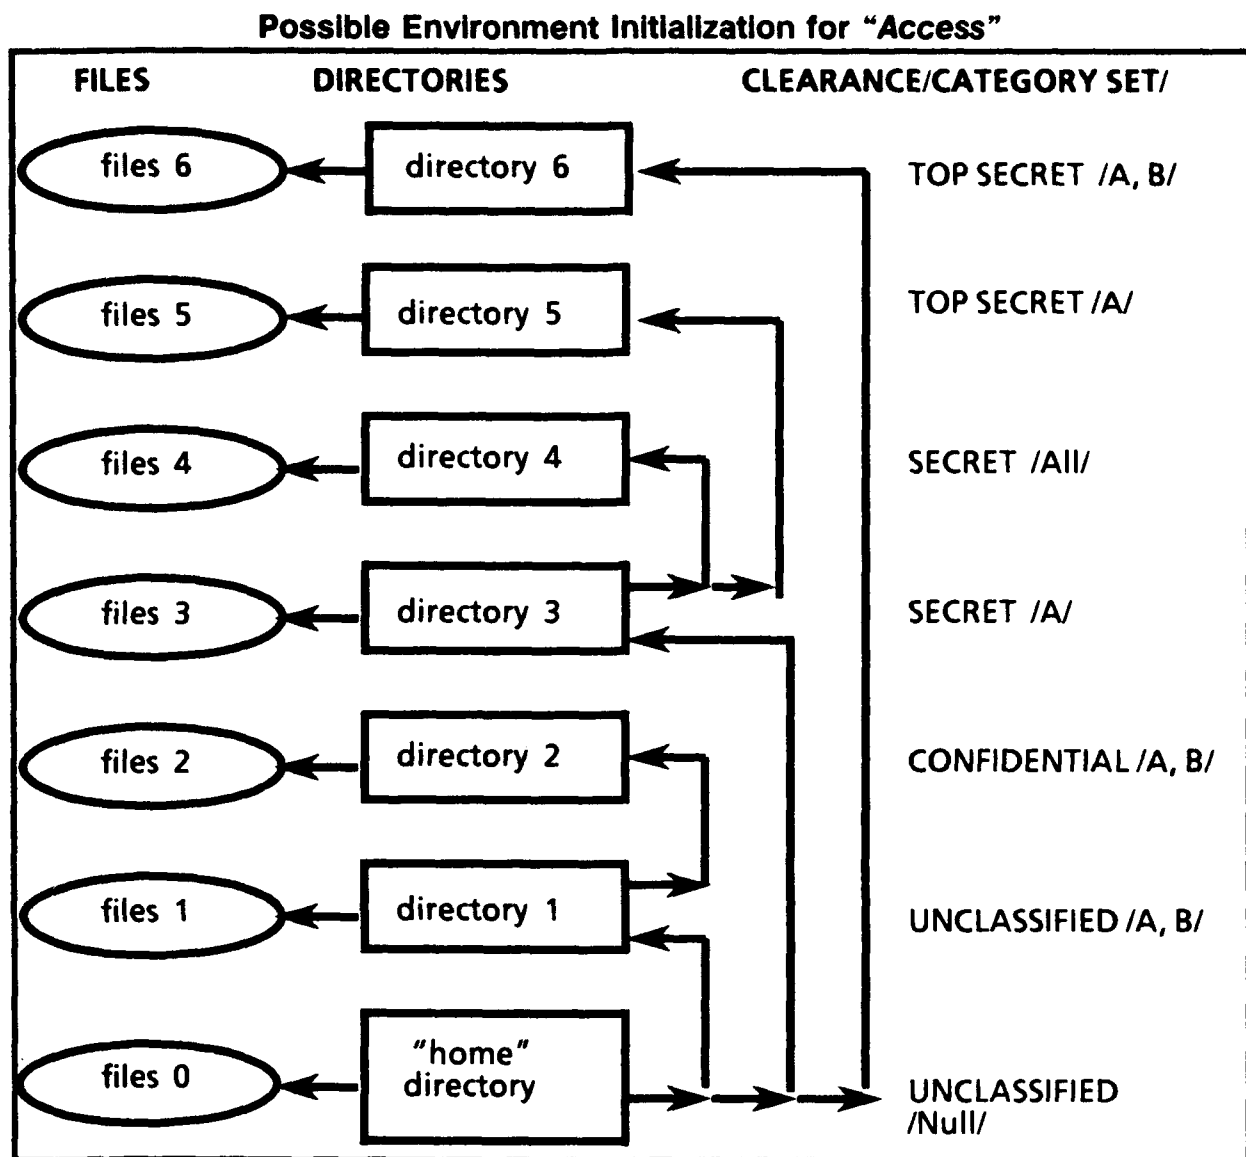 Possible Environment Initialization for "Access"
FILES DIRECTORIES CLEARANCE/CATEGORY SET/
files 6 directory 6 TOP SECRET /A, B/
files 5 directory 5 TOP SECRET /A/
files 4 directory 4 SECRET /All/
files 3 directory 3 SECRET /A/
files 2 directory 2 CONFIDENTIAL /A, B/
files 1 directory 1 UNCLASSIFIED /A, B/
files 0 "home"
directory UNCLASSIFIED
/Null/